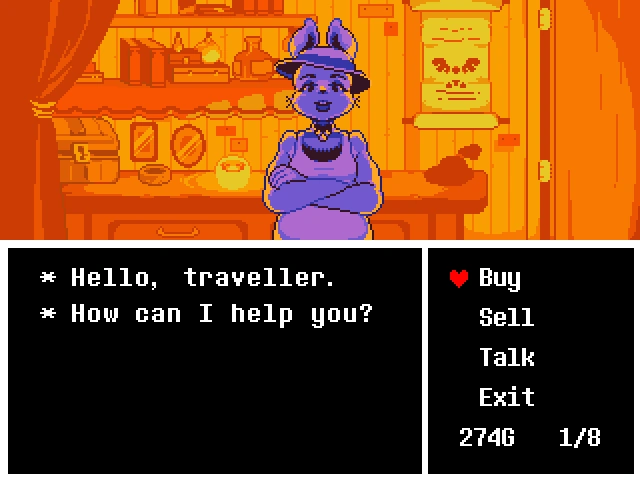 * Hello, traveller.
* How can I help you?
Buy
Sell
Talk
Exit
274G 1/8